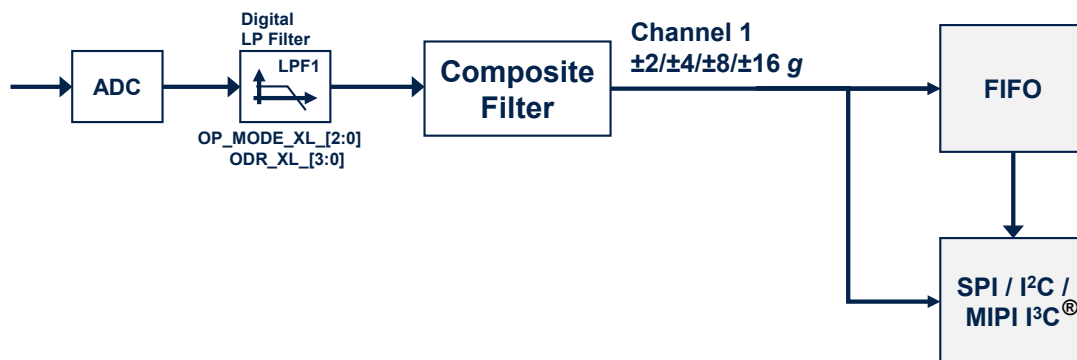 ADC
Digital
LP Filter
LPF1
OP_MODE_XL_[2:0]
ODR_XL_[3:0]
Composite
Filter
Channel 1
±2/±4/±8/±16 g
FIFO
SPI / I²C /
MIPI I³C®